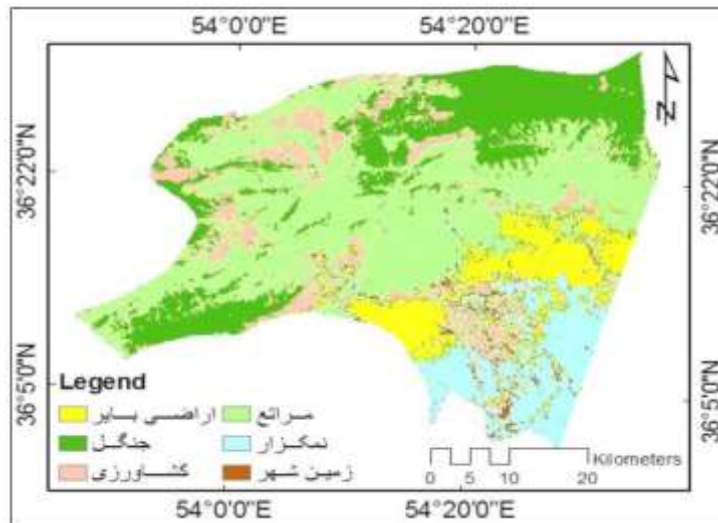 54°0'0"E 54°20'0"E
N
36°22'0"N 36°22'0"N
36°5'0"N 36°5'0"N
Legend
اراضی بایر مراتع
جنگل نمکزار
کشاورزی زمین شهر
Kilometers
0 5 10 20
54°0'0"E 54°20'0"E